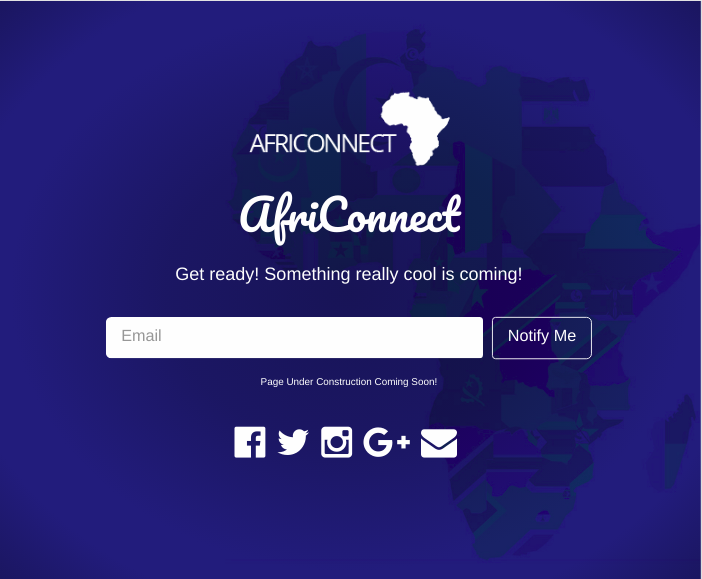 AFRICONNECT
AfriConnect
Get ready! Something really cool is coming!
Email
Notify Me
Page Under Construction Coming Soon!